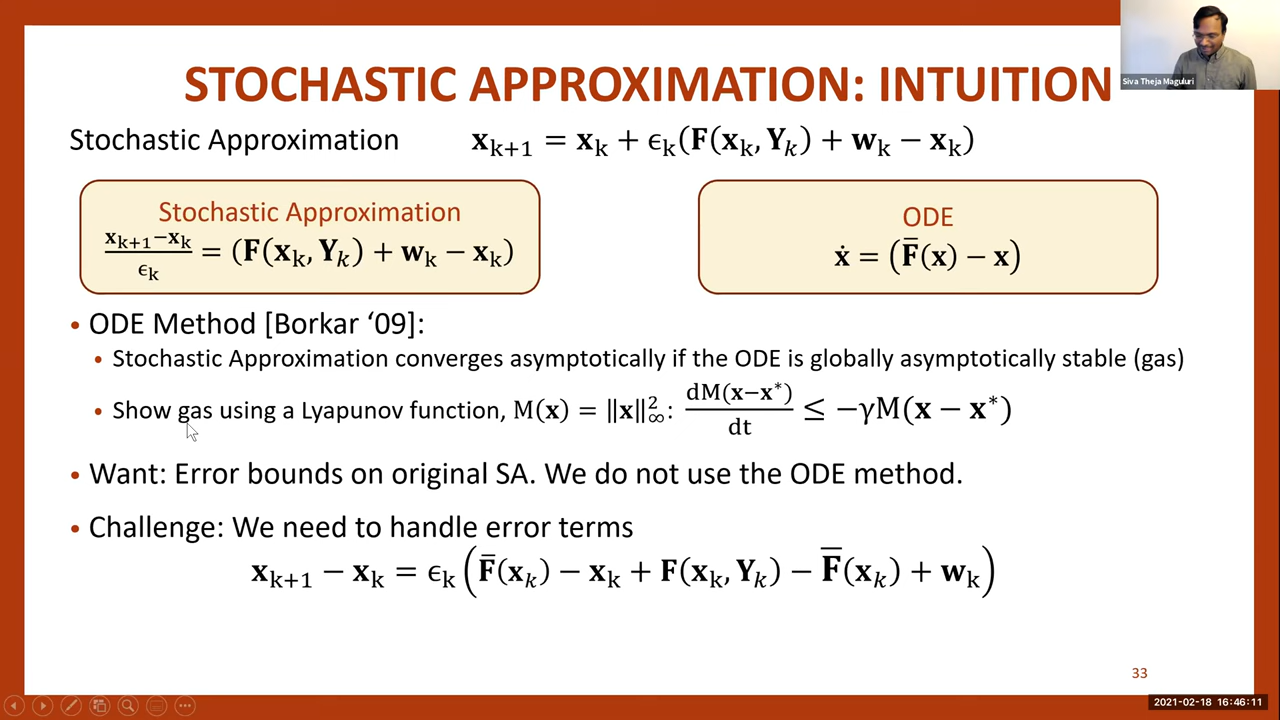 STOCHASTIC APPROXIMATION: INTUITION
Siva Theja Maguluri
Stochastic Approximation x_{k+1} = x_k + ϵ_k(F(x_k, Y_k) + w_k − x_k)
Stochastic Approximation
(x_{k+1}−x_k)/ϵ_k = (F(x_k, Y_k) + w_k − x_k)
ODE
ẋ = (F̄(x) − x)
• ODE Method [Borkar ‘09]:
• Stochastic Approximation converges asymptotically if the ODE is globally asymptotically stable (gas)
• Show gas using a Lyapunov function, M(x) = ‖x‖²_∞: dM(x−x*)/dt ≤ −γM(x − x*)
• Want: Error bounds on original SA. We do not use the ODE method.
• Challenge: We need to handle error terms
x_{k+1} − x_k = ϵ_k(F̄(x_k) − x_k + F(x_k, Y_k) − F̄(x_k) + w_k)
33
2021-02-18 16:46:11